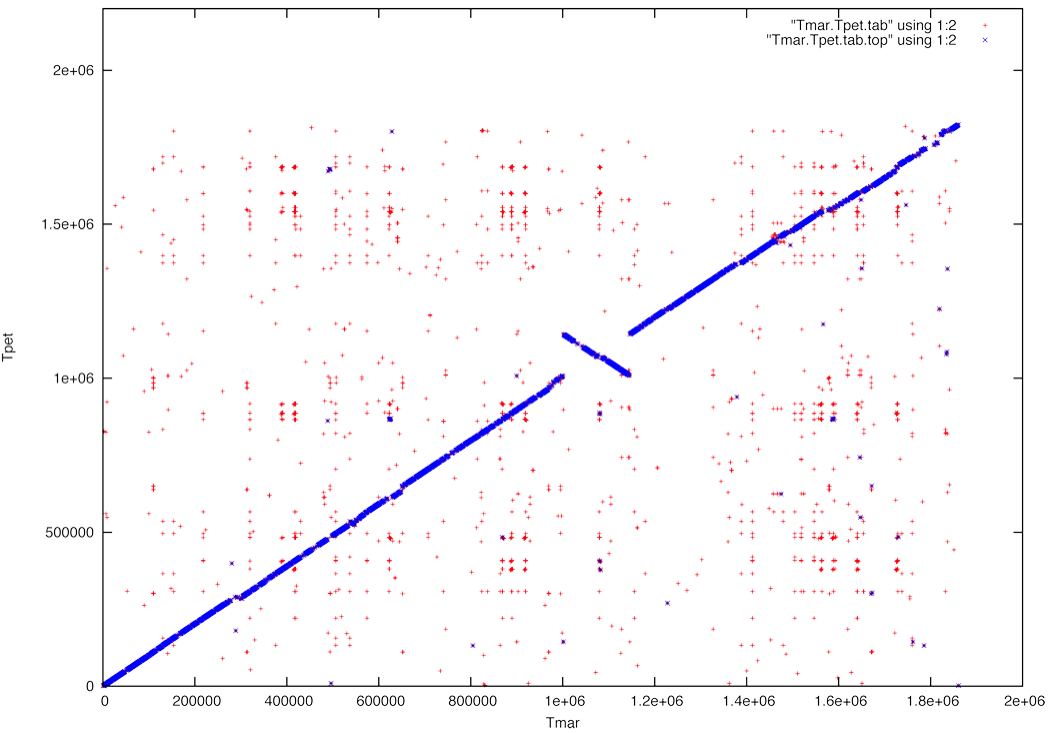 "Tmar.Tpet.tab" using 1:2
"Tmar.Tpet.tab.top" using 1:2
2e+06
1.5e+06
1e+06
500000
0
Tpet
0 200000 400000 600000 800000 1e+06 1.2e+06 1.4e+06 1.6e+06 1.8e+06 2e+06
Tmar